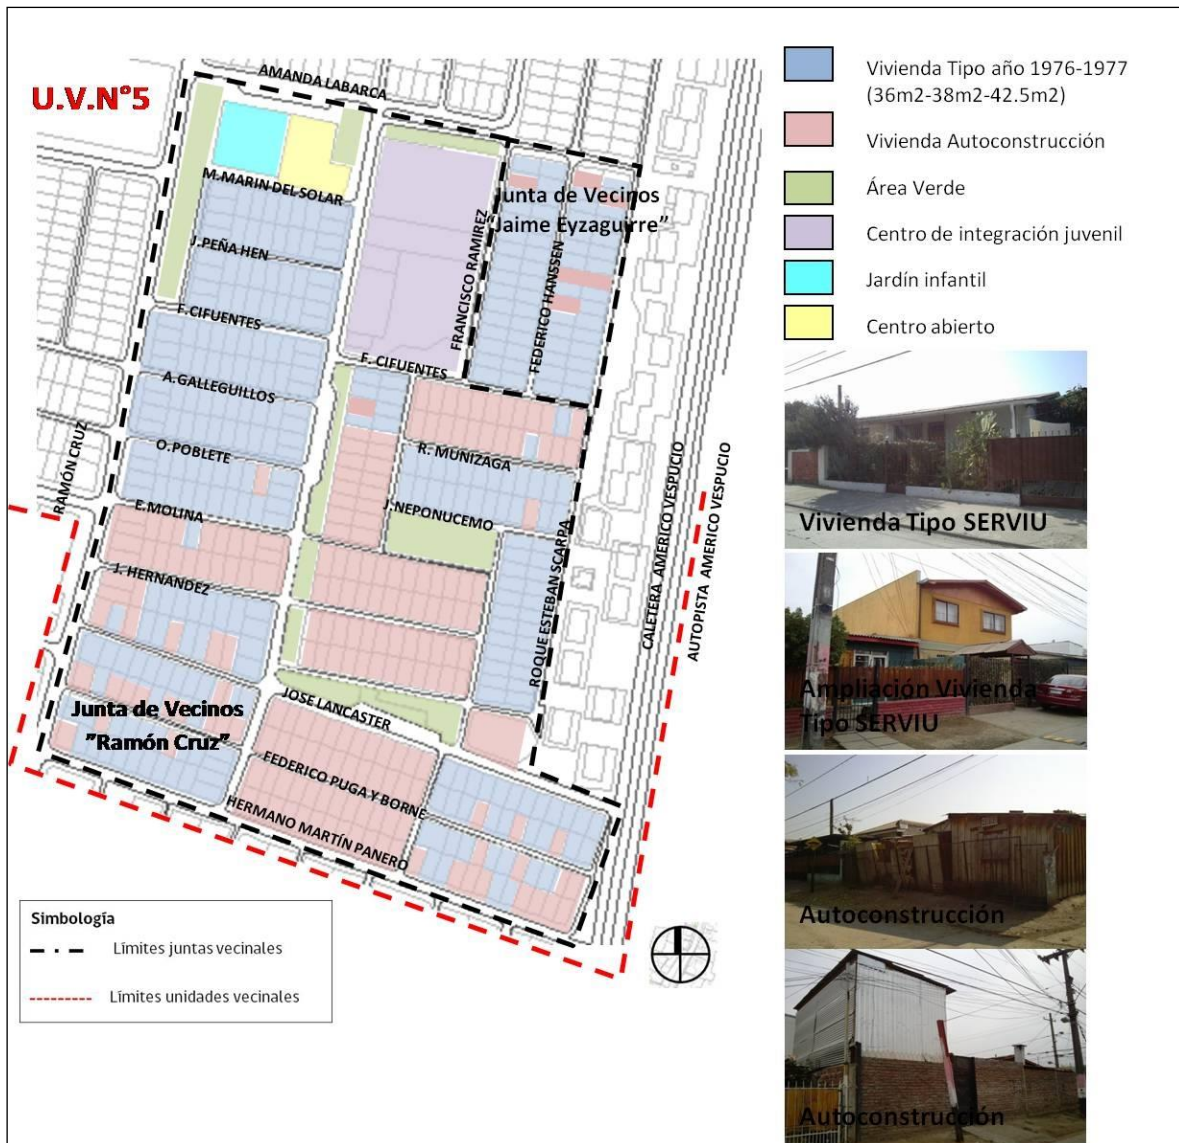 U.V.N°5
AMANDA LABARCA
M.MARIN DEL SOLAR
J.PEÑA HEN
F.CIFUENTES
A.GALLEGUILLOS
O.POBLETE
E.MOLINA
J. HERNANDEZ
RAMÓN CRUZ
FRANCISCO RAMIREZ
FEDERICO HANSSEN
Junta de Vecinos
Jaime Eyzaguirre”
F. CIFUENTES
R. MUNIZAGA
J.NEPONUCEMO
ROQUE ESTEBAN SCARPA
CALETERA AMERICO VESPUCIO
AUTOPISTA AMERICO VESPUCIO
JOSE LANCASTER
FEDERICO PUGA Y BORNE
HERMANO MARTÍN PANERO
Junta de Vecinos
”Ramón Cruz”
Simbología
Límites juntas vecinales
Límites unidades vecinales
Vivienda Tipo año 1976-1977
(36m2-38m2-42.5m2)
Vivienda Autoconstrucción
Área Verde
Centro de integración juvenil
Jardín infantil
Centro abierto
Vivienda Tipo SERVIU
Ampliación Vivienda
Tipo SERVIU
Autoconstrucción
Autoconstrucción